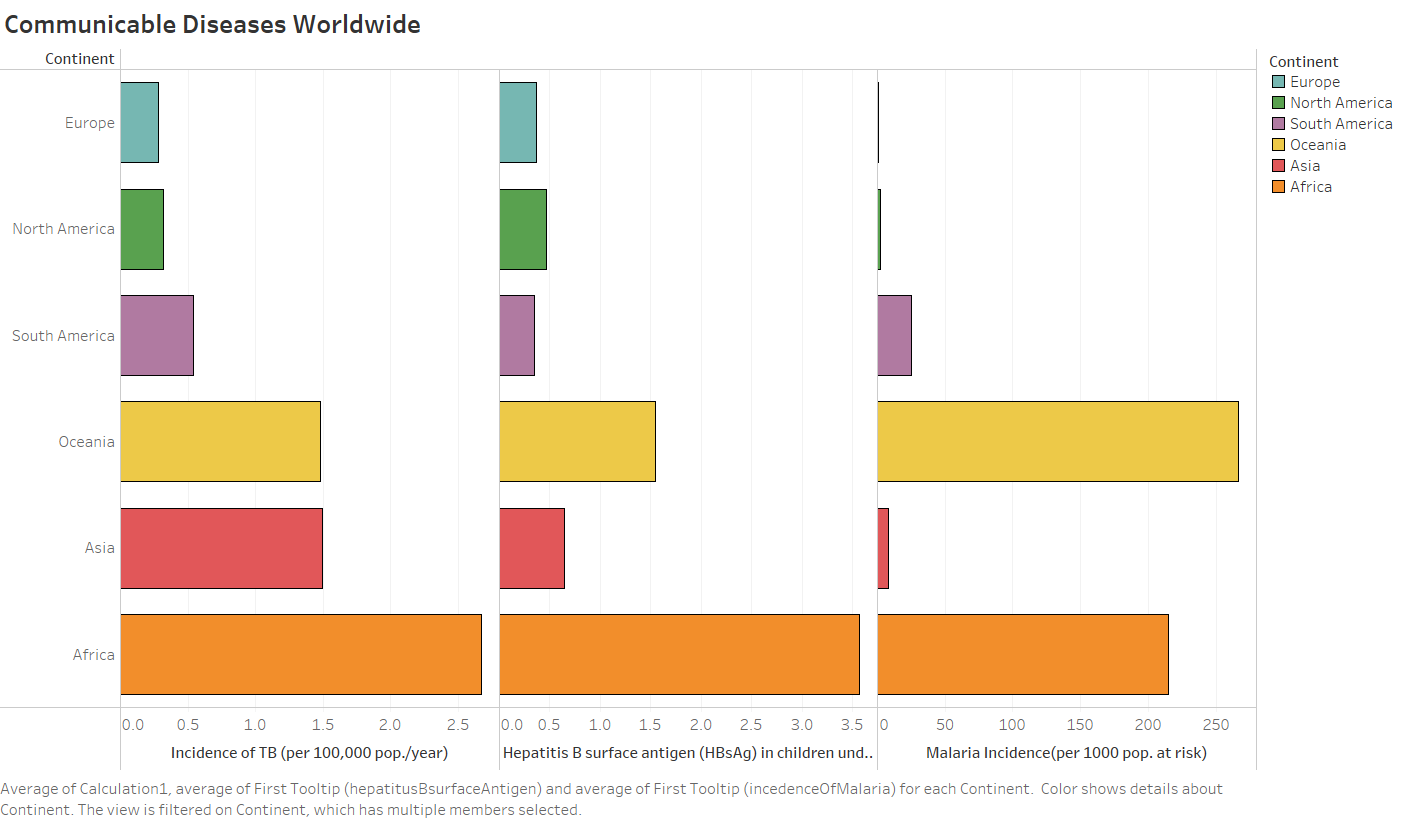 Communicable Diseases Worldwide
Continent
Europe
North America
South America
Oceania
Asia
Africa
0.0 0.5 1.0 1.5 2.0 2.5
Incidence of TB (per 100,000 pop./year)
0.0 0.5 1.0 1.5 2.0 2.5 3.0 3.5
Hepatitis B surface antigen (HBsAg) in children und..
0 50 100 150 200 250
Malaria Incidence(per 1000 pop. at risk)
Continent
Europe
North America
South America
Oceania
Asia
Africa
Average of Calculation1, average of First Tooltip (hepatitusBsurfaceAntigen) and average of First Tooltip (incedenceOfMalaria) for each Continent.  Color shows details about
Continent. The view is filtered on Continent, which has multiple members selected.